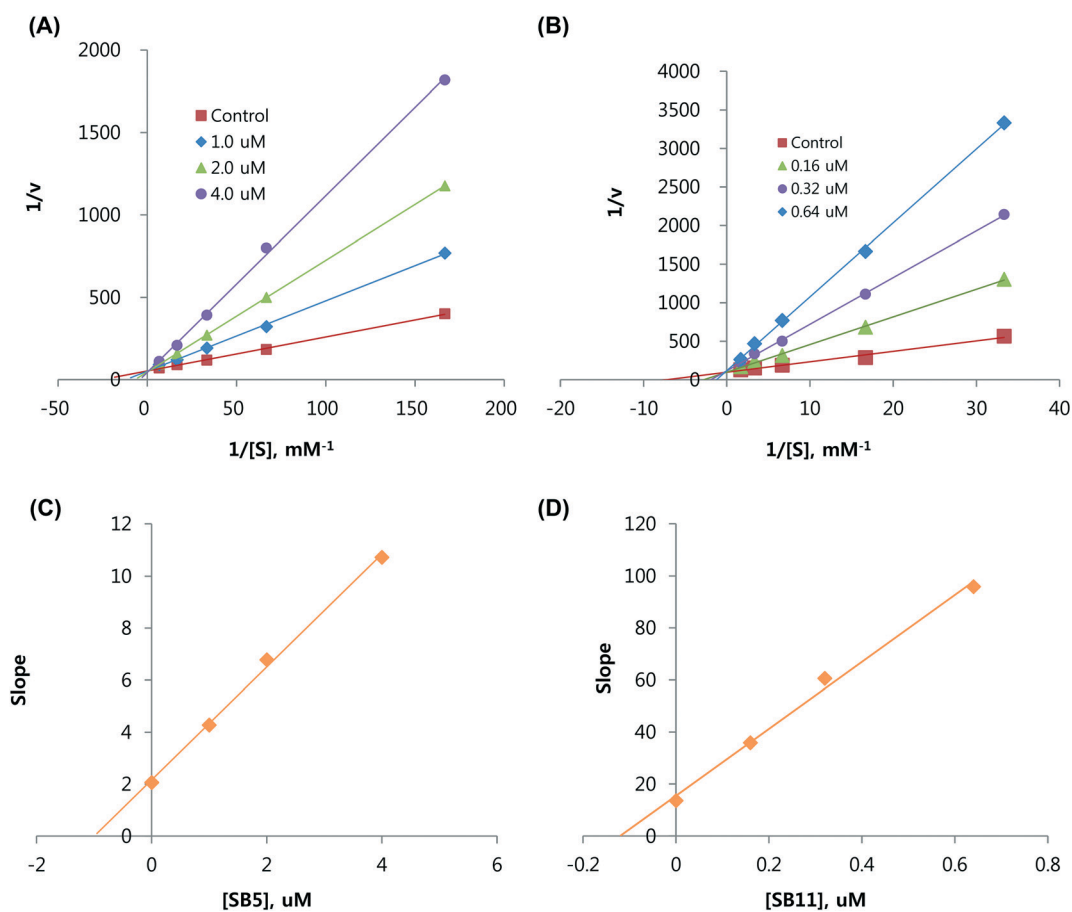 (A)
2000
1500
1000
500
0
-50
0
50
100
150
200
1/v
1/[S], mM-1
Control
1.0 uM
2.0 uM
4.0 uM
(B)
4000
3500
3000
2500
2000
1500
1000
500
0
-20
-10
0
10
20
30
40
1/v
1/[S], mM-1
Control
0.16 uM
0.32 uM
0.64 uM
(C)
12
10
8
6
4
2
0
-2
0
2
4
6
Slope
[SB5], uM
(D)
120
100
80
60
40
20
0
-0.2
0
0.2
0.4
0.6
0.8
Slope
[SB11], uM